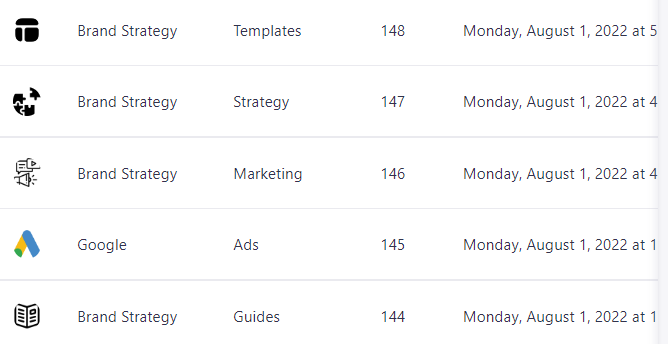 Brand Strategy Templates 148 Monday, August 1, 2022 at 5
Brand Strategy Strategy 147 Monday, August 1, 2022 at 4
Brand Strategy Marketing 146 Monday, August 1, 2022 at 4
Google Ads 145 Monday, August 1, 2022 at 1
Brand Strategy Guides 144 Monday, August 1, 2022 at 1